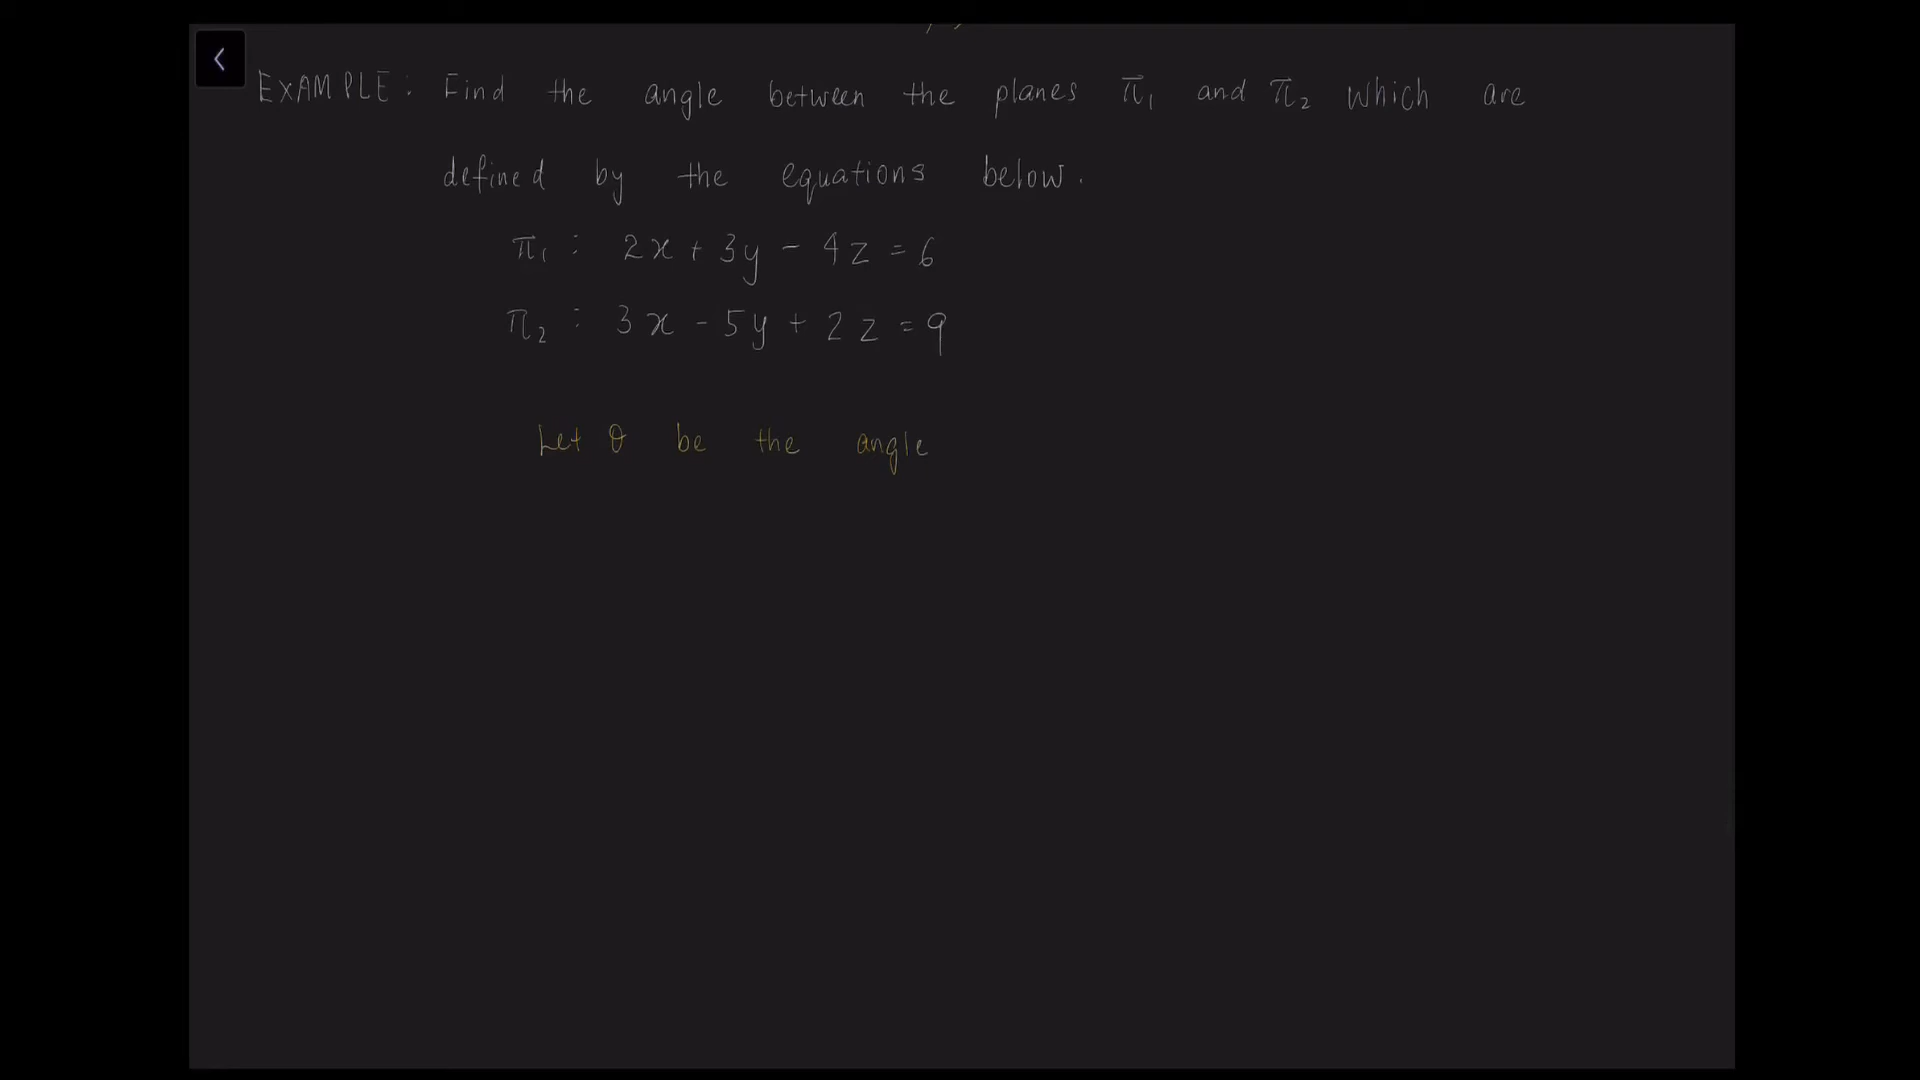 EXAMPLE: Find the angle between the planes π₁ and π₂ which are
defined by the equations below.
π₁ : 2x + 3y - 4z = 6
π₂ : 3x - 5y + 2z = 9
Let θ be the angle